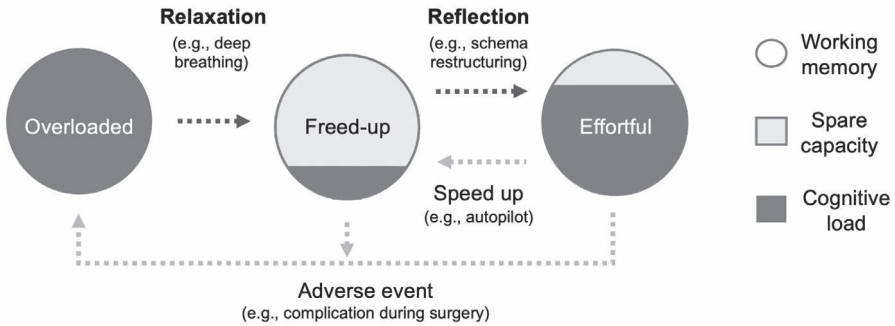 Relaxation
(e.g., deep
breathing)
Reflection
(e.g., schema
restructuring)
Working
memory
Overloaded
Freed-up
Effortful
Spare
capacity
Speed up
(e.g., autopilot)
Cognitive
load
Adverse event
(e.g., complication during surgery)